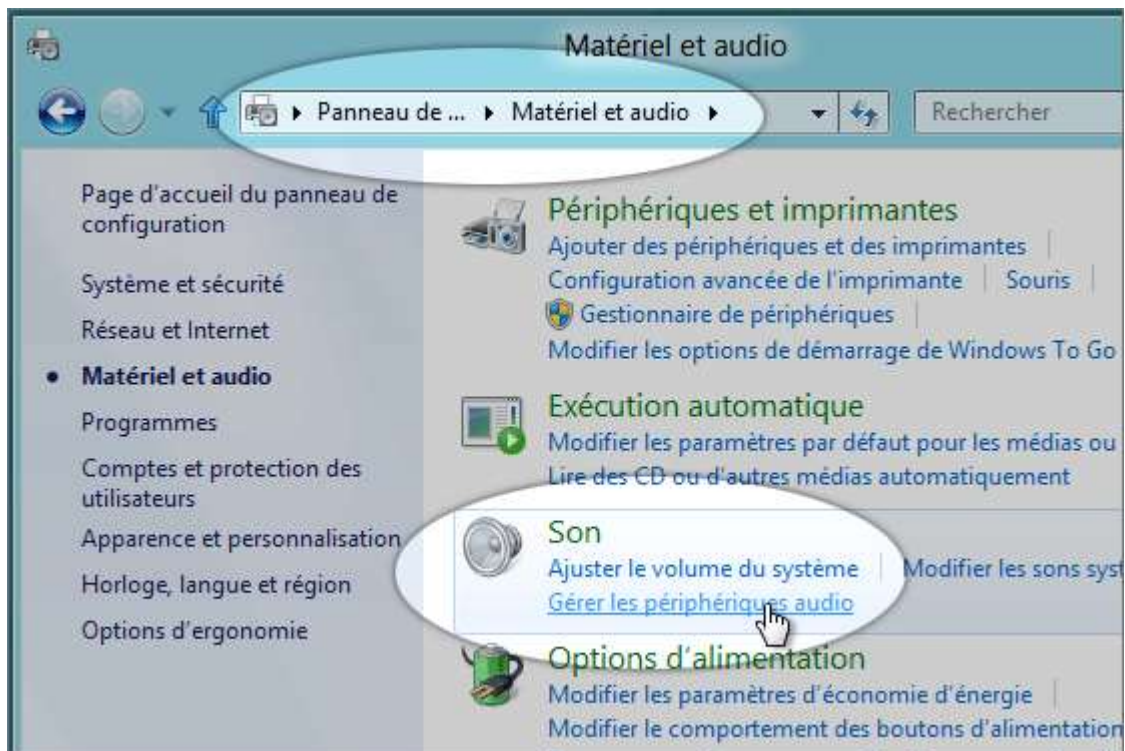 Matériel et audio
Panneau de ... Matériel et audio
Rechercher
Page d'accueil du panneau de
configuration
Système et sécurité
Réseau et Internet
Matériel et audio
Programmes
Comptes et protection des
utilisateurs
Apparence et personnalisation
Horloge, langue et région
Options d'ergonomie
Périphériques et imprimantes
Ajouter des périphériques et des imprimantes
Configuration avancée de l'imprimante Souris
Gestionnaire de périphériques
Modifier les options de démarrage de Windows To Go
Exécution automatique
Modifier les paramètres par défaut pour les médias ou
Lire des CD ou d'autres médias automatiquement
Son
Ajuster le volume du système Modifier les sons syst
Gérer les périphériques audio
Options d'alimentation
Modifier les paramètres d'économie d'énergie
Modifier le comportement des boutons d'alimentation